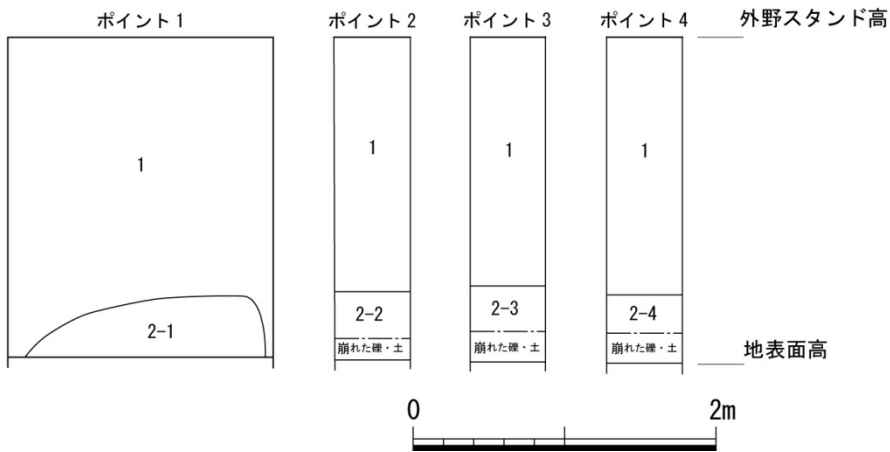 ポイント1 ポイント2 ポイント3 ポイント4 外野スタンド高
1 1 1 1
2-1 2-2 2-3 2-4
崩れた礫・土 崩れた礫・土 崩れた礫・土 地表面高
0 2m